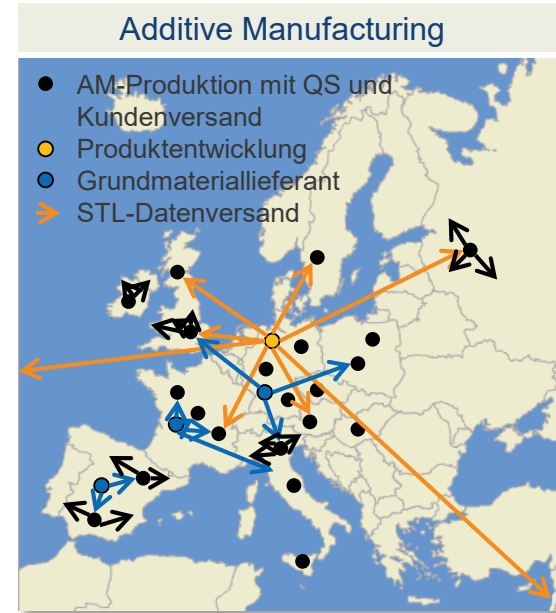 Additive Manufacturing
AM-Produktion mit QS und
Kundenversand
Produktentwicklung
Grundmateriallieferant
STL-Datenversand